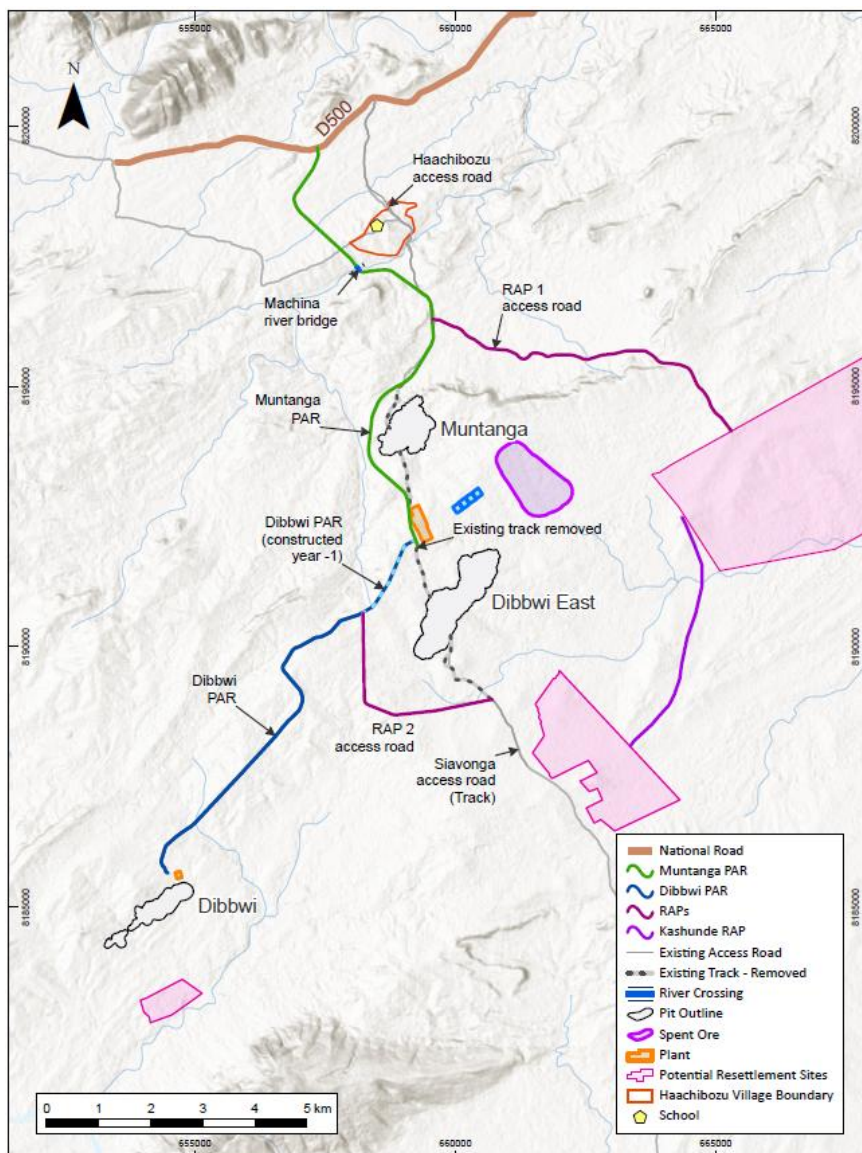 655000
660000
665000
N
8200000
8200000
D500
Haachibozu
access road
Machina
river bridge
RAP 1
access road
8195000
8195000
Muntanga
PAR
Muntanga
Dibbwi PAR
(constructed
year -1)
Existing track removed
Dibbwi East
8190000
8190000
Dibbwi
PAR
RAP 2
access road
Siavonga
access road
(Track)
8185000
8185000
Dibbwi
National Road
Muntanga PAR
Dibbwi PAR
RAPs
Kashunde RAP
Existing Access Road
Existing Track - Removed
River Crossing
Pit Outline
Spent Ore
Plant
Potential Resettlement Sites
Haachibozu Village Boundary
School
0 1 2 3 4 5 km
655000
660000
665000